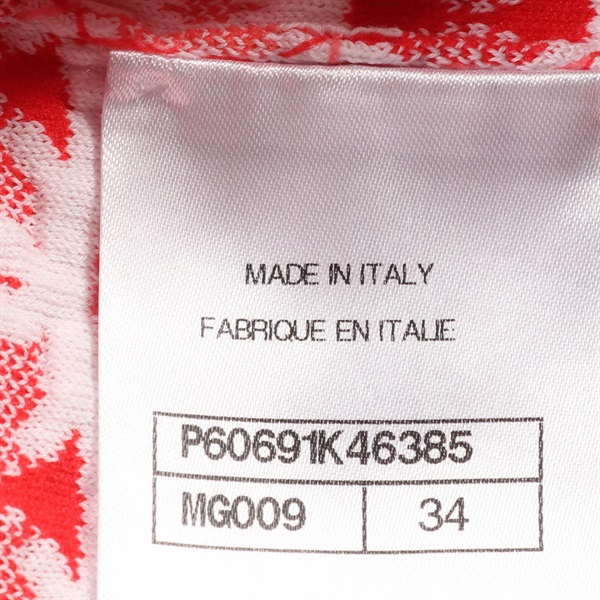 MADE IN ITALY
FABRIQUE EN ITALIE
P60691K46385
MG009 34